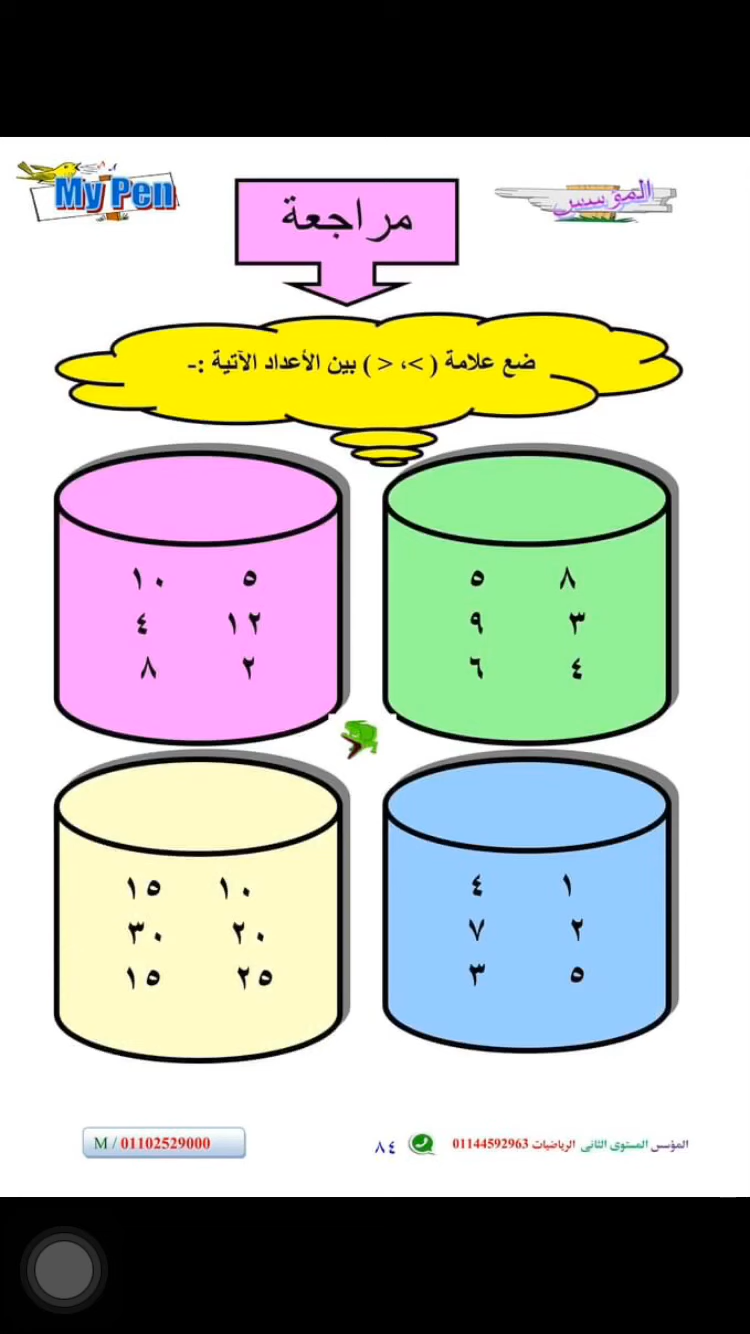 My Pen
المؤسس
مراجعة
ضع علامة ( >، < ) بين الأعداد الآتية :-
٨ ٥
٣ ٩
٤ ٦
٥ ١٠
١٢ ٤
٢ ٨
١ ٤
٢ ٧
٥ ٣
١٠ ١٥
٢٠ ٣٠
٢٥ ١٥
المؤسس المستوى الثانى الرياضيات 01144592963
٨٤
M / 01102529000